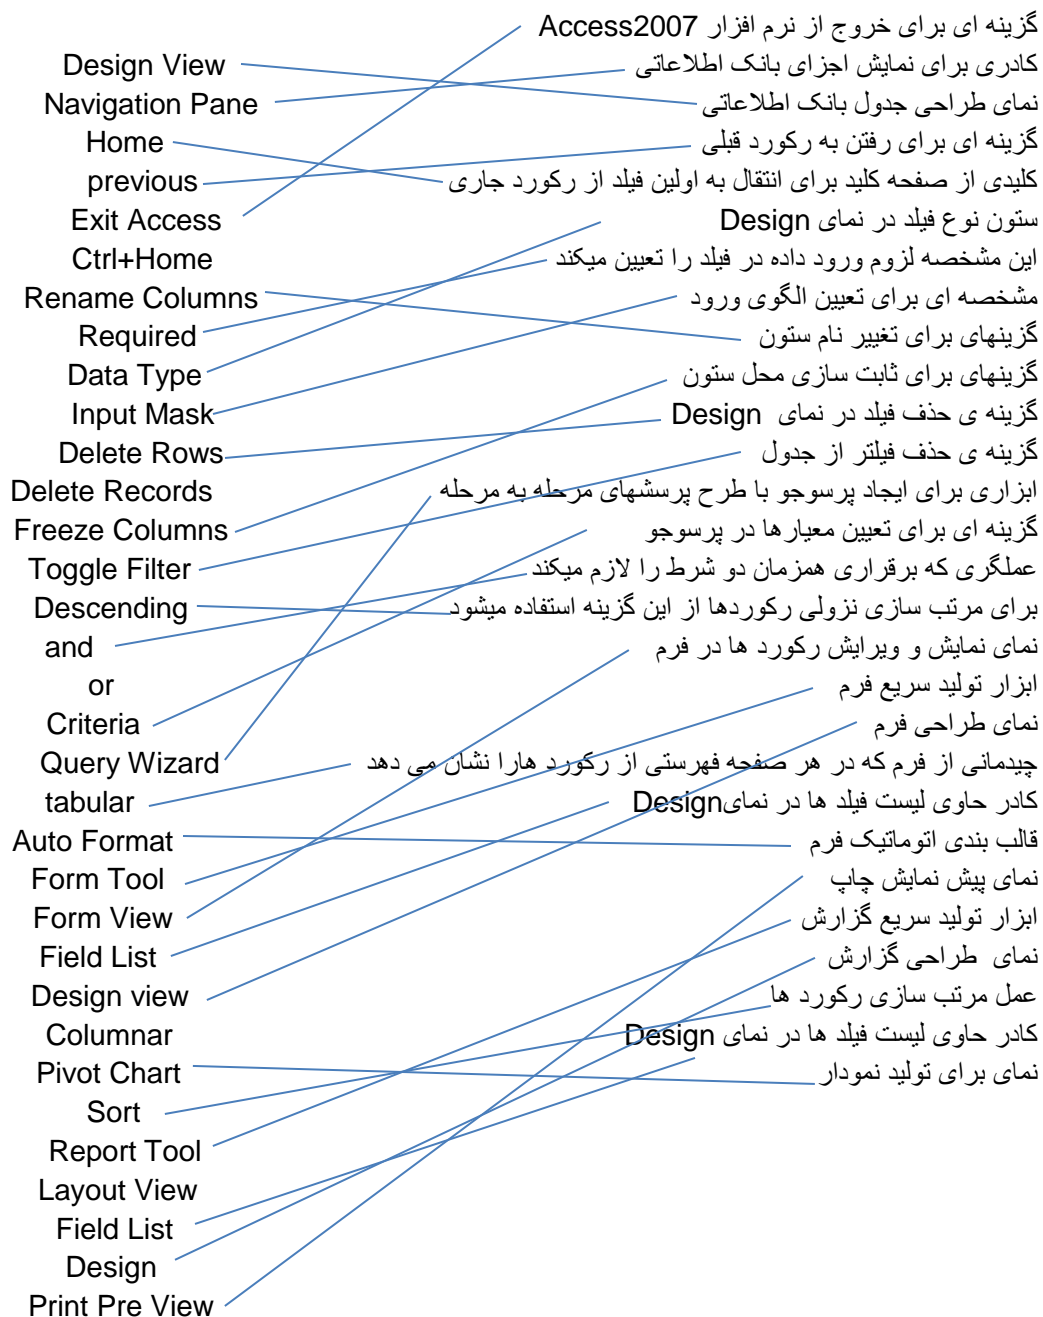 گزینه ای برای خروج از نرم افزار Access2007
کادری برای نمایش اجزای بانک اطلاعاتی
نمای طراحی جدول بانک اطلاعاتی
گزینه ای برای رفتن به رکورد قبلی
کلیدی از صفحه کلید برای انتقال به اولین فیلد از رکورد جاری
ستون نوع فیلد در نمای Design
این مشخصه لزوم ورود داده در فیلد را تعیین میکند
مشخصه ای برای تعیین الگوی ورود
گزینهای برای تغییر نام ستون
گزینهای برای ثابت سازی محل ستون
گزینه ی حذف فیلد در نمای Design
گزینه ی حذف فیلتر از جدول
ابزاری برای ایجاد پرسوجو با طرح پرسشهای مرحله به مرحله
گزینه ای برای تعیین معیارها در پرسوجو
عملگری که برقراری همزمان دو شرط را لازم میکند
برای مرتب سازی نزولی رکوردها از این گزینه استفاده میشود
نمای نمایش و ویرایش رکورد ها در فرم
ابزار تولید سریع فرم
نمای طراحی فرم
چیدمانی از فرم که در هر صفحه فهرستی از رکورد هارا نشان می دهد
کادر حاوی لیست فیلد ها در نمایDesign
قالب بندی اتوماتیک فرم
نمای پیش نمایش چاپ
ابزار تولید سریع گزارش
نمای طراحی گزارش
عمل مرتب سازی رکورد ها
کادر حاوی لیست فیلد ها در نمای Design
نمای برای تولید نمودار
Design View
Navigation Pane
Home
previous
Exit Access
Ctrl+Home
Rename Columns
Required
Data Type
Input Mask
Delete Rows
Delete Records
Freeze Columns
Toggle Filter
Descending
and
or
Criteria
Query Wizard
tabular
Auto Format
Form Tool
Form View
Field List
Design view
Columnar
Pivot Chart
Sort
Report Tool
Layout View
Field List
Design
Print Pre View